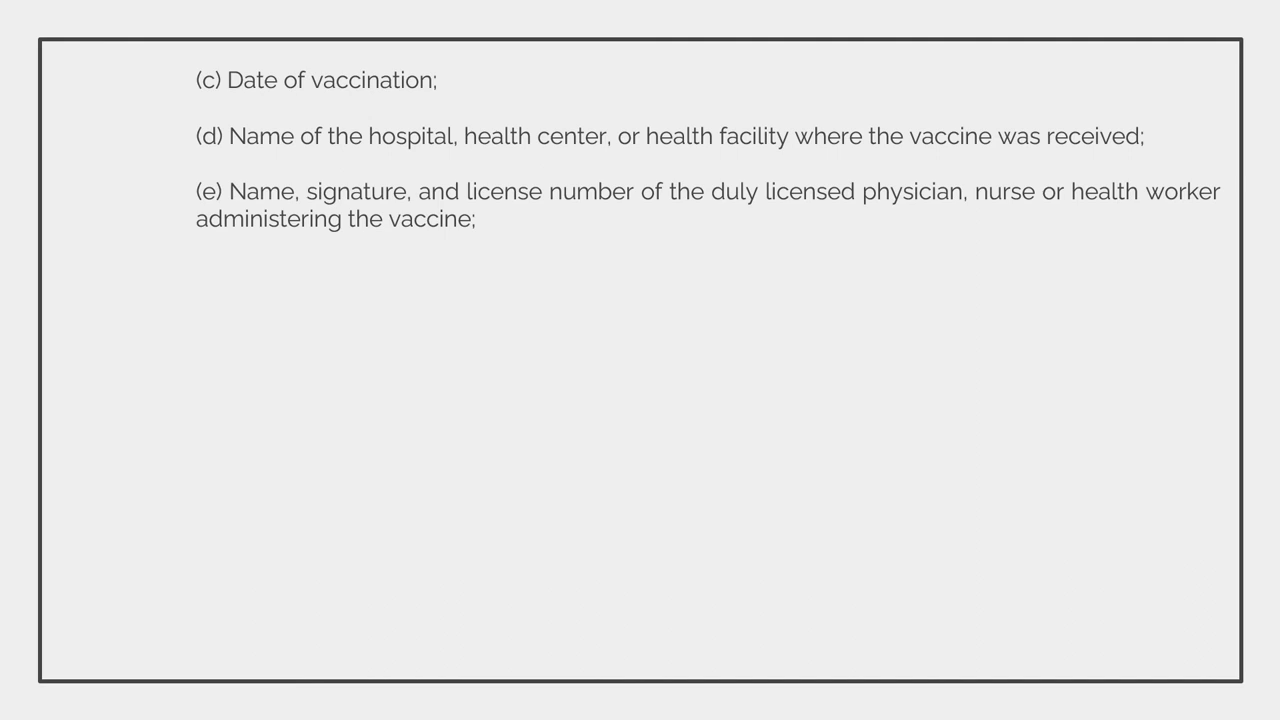 (c) Date of vaccination;
(d) Name of the hospital, health center, or health facility where the vaccine was received;
(e) Name, signature, and license number of the duly licensed physician, nurse or health worker
administering the vaccine;